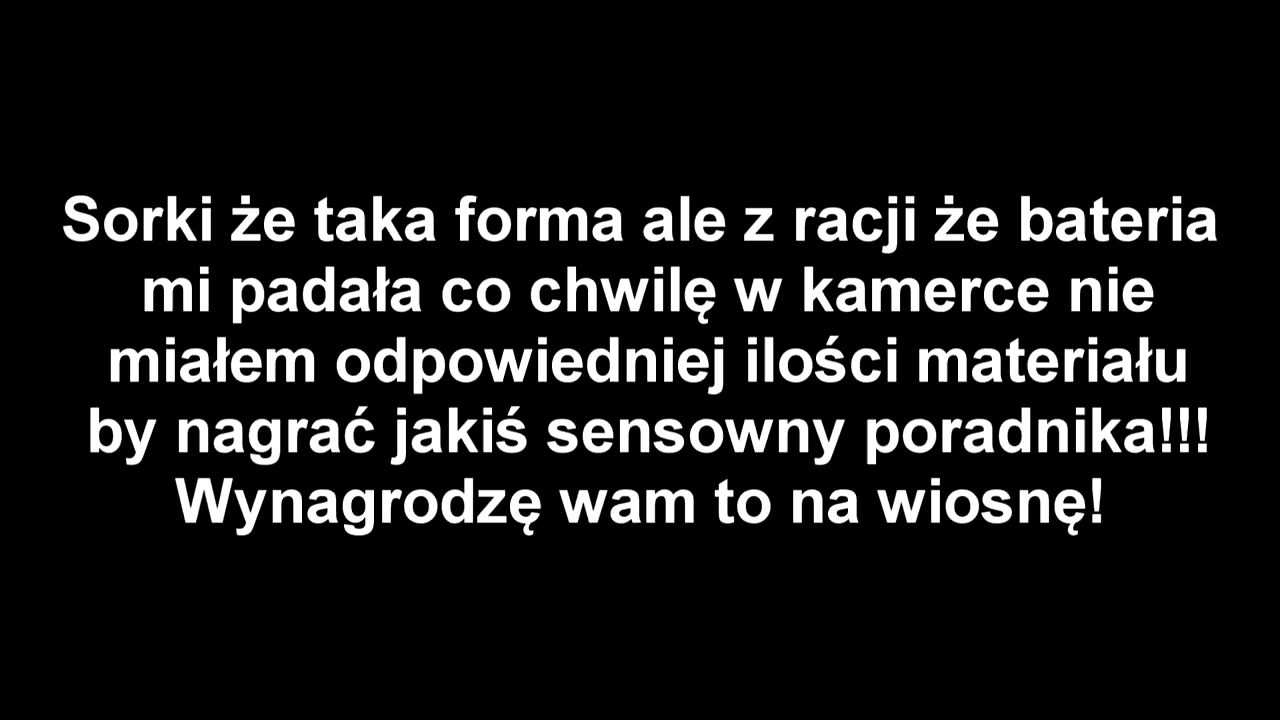 Sorki że taka forma ale z racji że bateria
mi padała co chwilę w kamerce nie
miałem odpowiedniej ilości materiału
by nagrać jakiś sensowny poradnika!!!
Wynagrodzę wam to na wiosnę!